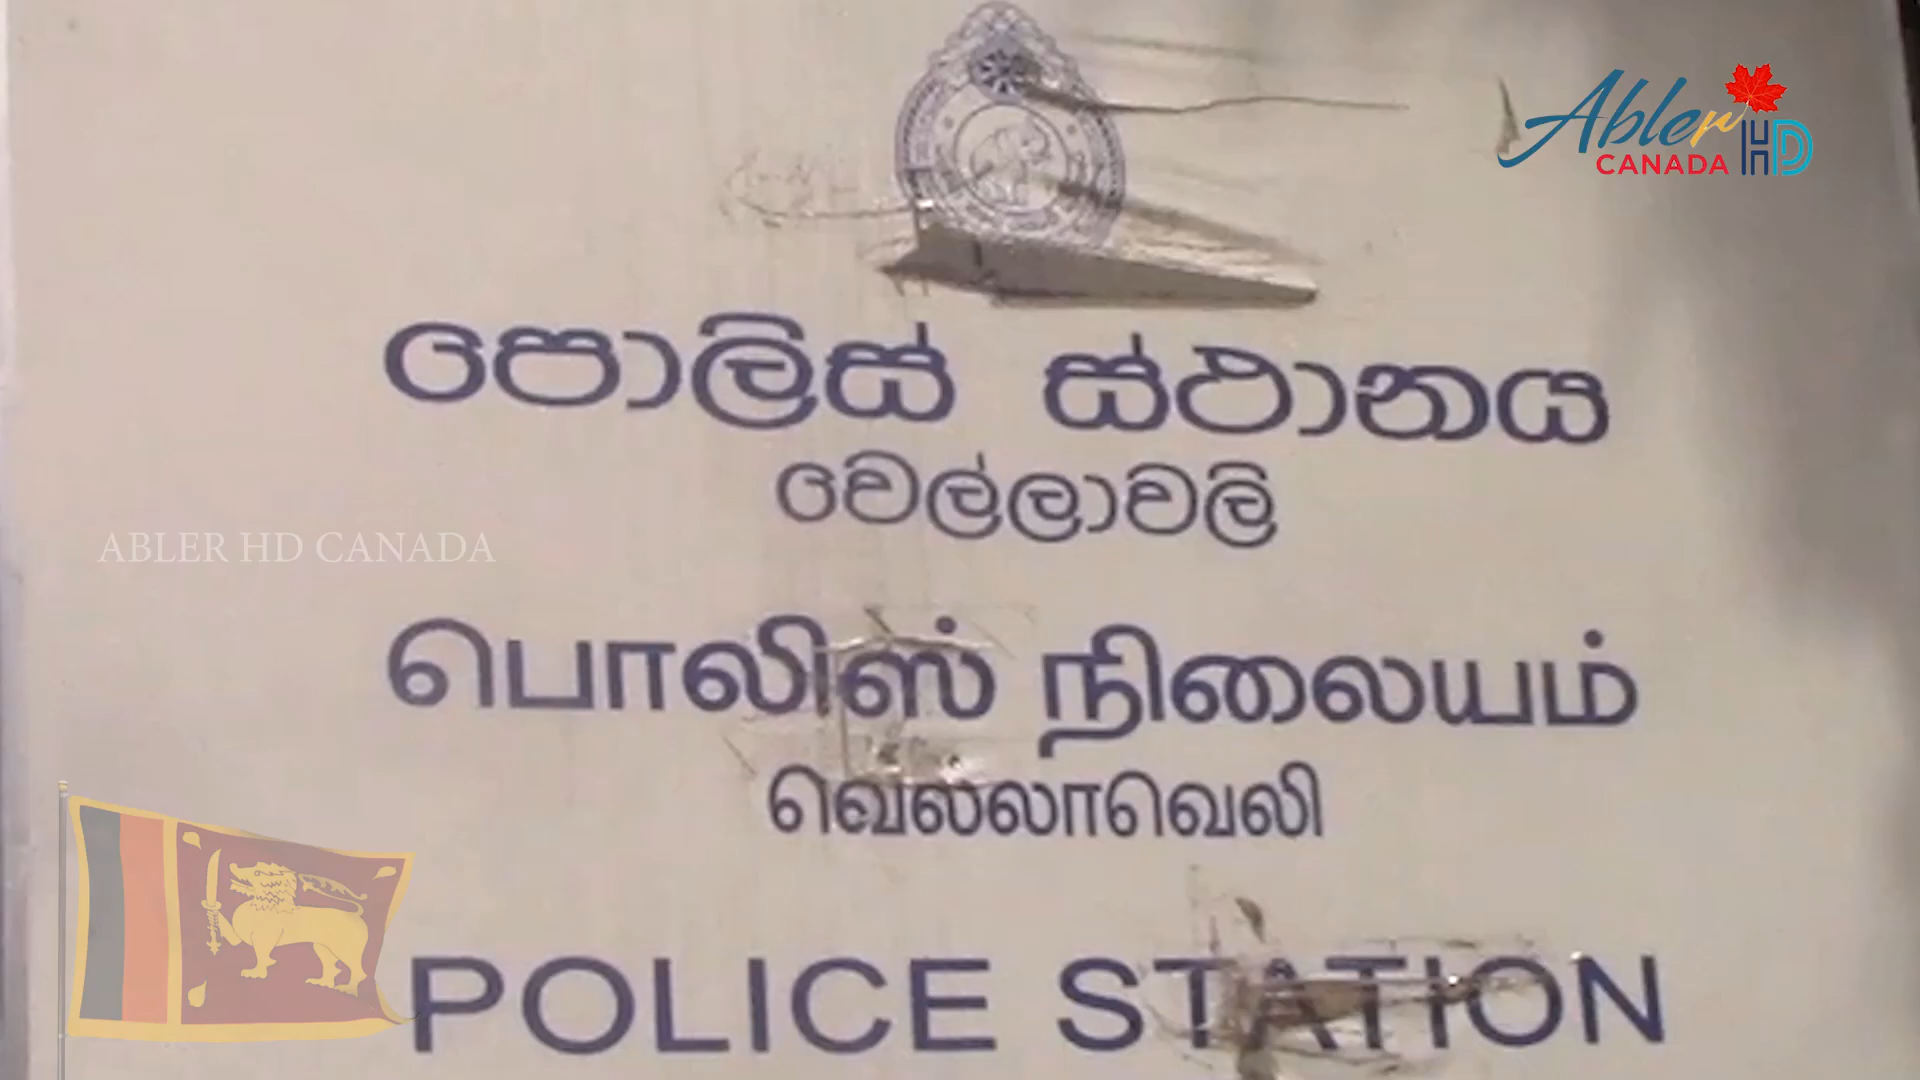 Abler
CANADA HD
පොලිස් ස්ථානය
වෙල්ලාවලි
ABLER HD CANADA
பொலிஸ் நிலையம்
வெல்லாவெலி
POLICE STATION